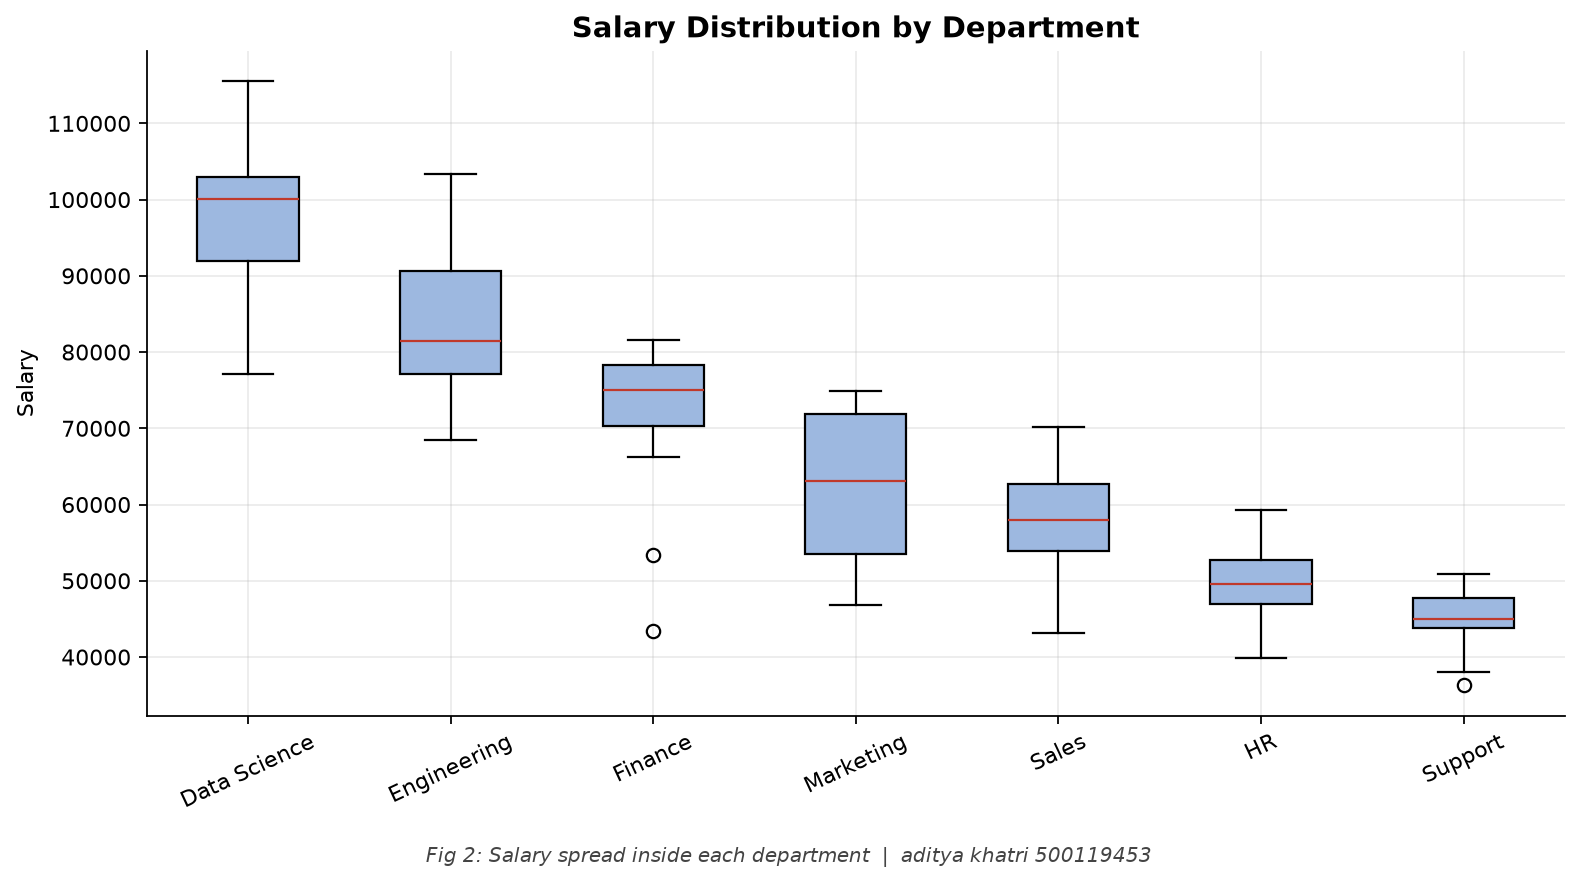 Salary Distribution by Department
Salary
110000
100000
90000
80000
70000
60000
50000
40000
Data Science
Engineering
Finance
Marketing
Sales
HR
Support
Fig 2: Salary spread inside each department | aditya khatri 500119453